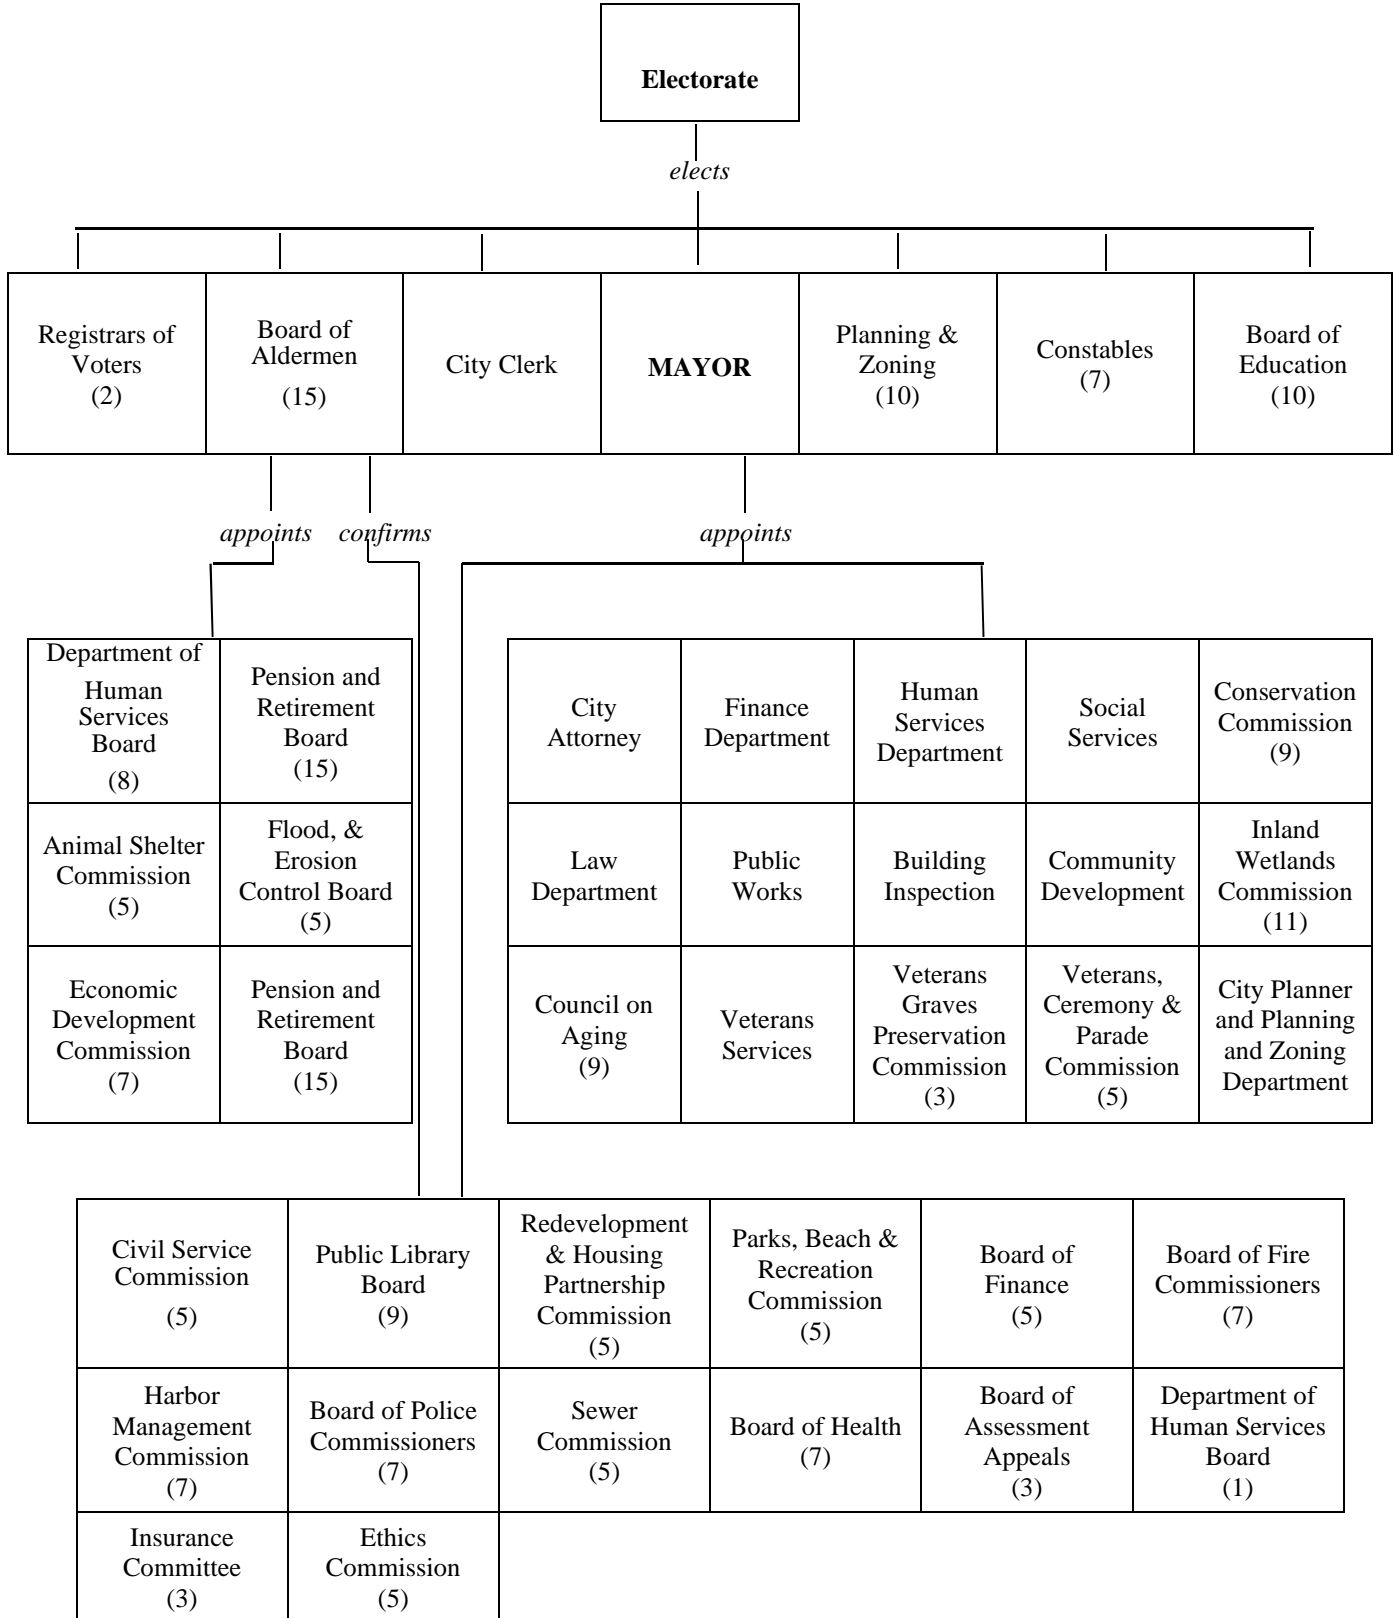 Electorate
elects
Registrars of
Voters
(2)
Board of
Aldermen
(15)
City Clerk
MAYOR
Planning &
Zoning
(10)
Constables
(7)
Board of
Education
(10)
appoints
confirms
appoints
Department of
Human
Services
Board
(8)
Pension and
Retirement
Board
(15)
Animal Shelter
Commission
(5)
Flood, &
Erosion
Control Board
(5)
Economic
Development
Commission
(7)
Pension and
Retirement
Board
(15)
City
Attorney
Finance
Department
Human
Services
Department
Social
Services
Conservation
Commission
(9)
Law
Department
Public
Works
Building
Inspection
Community
Development
Inland
Wetlands
Commission
(11)
Council on
Aging
(9)
Veterans
Services
Veterans
Graves
Preservation
Commission
(3)
Veterans,
Ceremony &
Parade
Commission
(5)
City Planner
and Planning
and Zoning
Department
Civil Service
Commission
(5)
Public Library
Board
(9)
Redevelopment
& Housing
Partnership
Commission
(5)
Parks, Beach &
Recreation
Commission
(5)
Board of
Finance
(5)
Board of Fire
Commissioners
(7)
Harbor
Management
Commission
(7)
Board of Police
Commissioners
(7)
Sewer
Commission
(5)
Board of Health
(7)
Board of
Assessment
Appeals
(3)
Department of
Human Services
Board
(1)
Insurance
Committee
(3)
Ethics
Commission
(5)